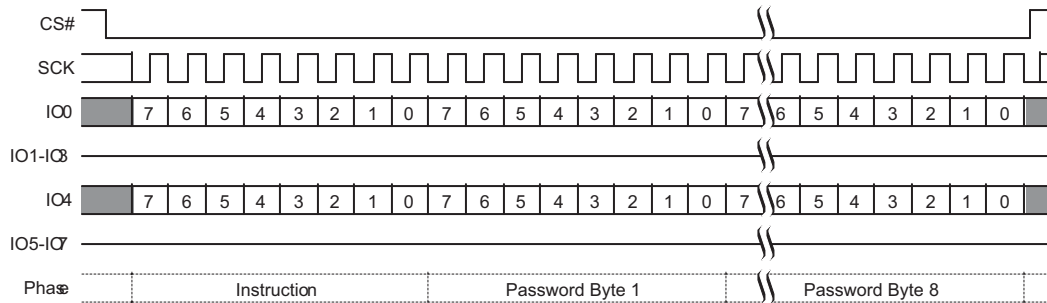 CS#
SCK
IO0 7 6 5 4 3 2 1 0 7 6 5 4 3 2 1 0 7 6 5 4 3 2 1 0
IO1-IO3
IO4 7 6 5 4 3 2 1 0 7 6 5 4 3 2 1 0 7 6 5 4 3 2 1 0
IO5-IO7
Phase Instruction Password Byte 1 Password Byte 8